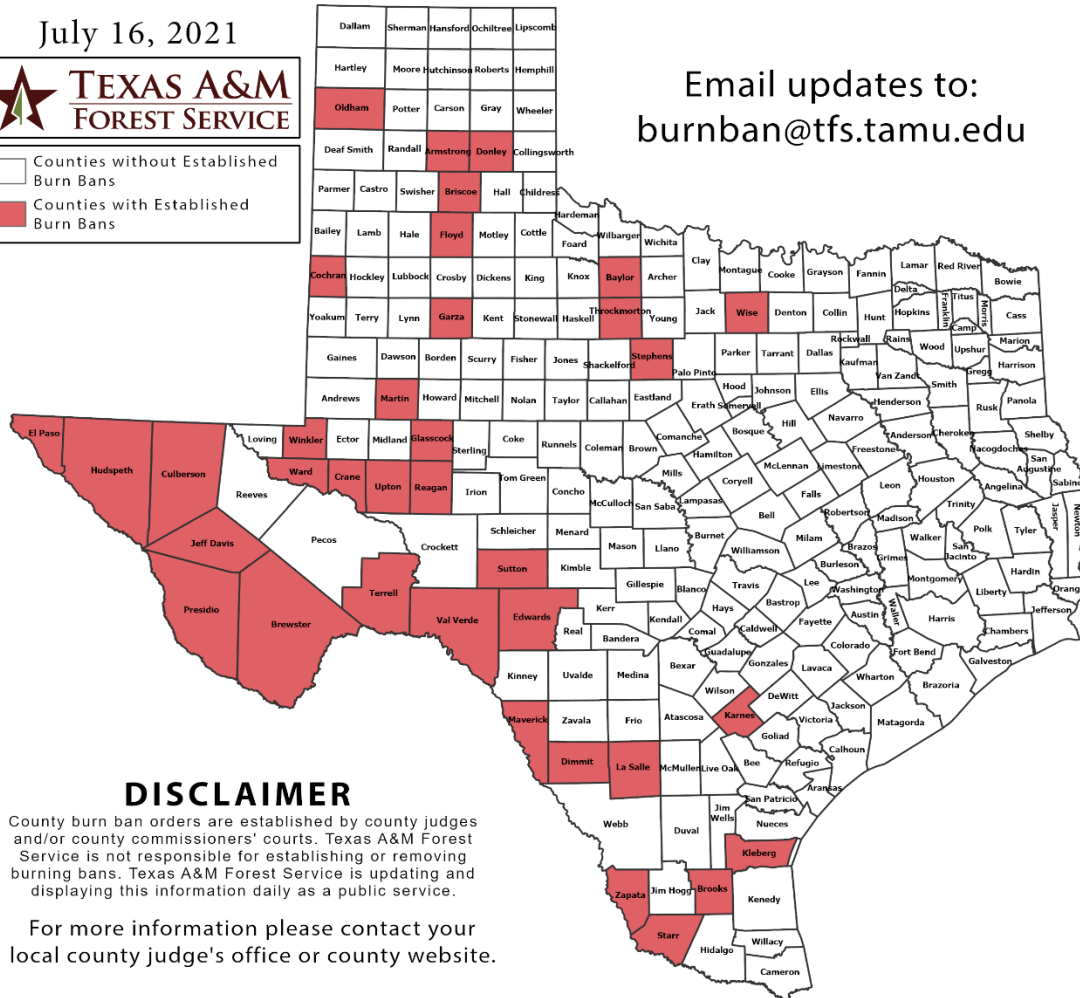 July 16, 2021
TEXAS A&M
FOREST SERVICE
Counties without Established
Burn Bans
Counties with Established
Burn Bans
Email updates to:
burnban@tfs.tamu.edu
Dallam Sherman Hansford Ochiltree Lipscomb
Hartley Moore Hutchinson Roberts Hemphill
Oldham Potter Carson Gray Wheeler
Deaf Smith Randall Armstrong Donley Collingsworth
Parmer Castro Swisher Briscoe Hall Childress
Hardeman
Bailey Lamb Hale Floyd Motley Cottle Foard Wilbarger Wichita
Clay Montague Cooke Grayson Fannin Lamar Red River Bowie
Cochran Hockley Lubbock Crosby Dickens King Knox Baylor Archer
Delta Franklin Titus Morris Cass
Yoakum Terry Lynn Garza Kent Stonewall Haskell Throckmorton Young Jack Wise Denton Collin Hunt Hopkins
Camp Marion
Rockwall Rains Wood Upshur Harrison
Gaines Dawson Borden Scurry Fisher Jones Shackelford Stephens Palo Pinto Parker Tarrant Dallas Kaufman Van Zandt Gregg
Smith Rusk Panola
Andrews Martin Howard Mitchell Nolan Taylor Callahan Eastland Erath Hood Somervell Johnson Ellis Henderson
Navarro Hill Bosque Comanche
Anderson Cherokee Nacogdoches Shelby
El Paso Hudspeth Culberson Loving Winkler Ector Midland Glasscock Sterling Coke Runnels Coleman Brown Hamilton Freestone
San Augustine Sabine
Reeves Ward Crane Upton Reagan Irion Tom Green Concho McCulloch San Saba Mills Coryell McLennan Limestone
Leon Houston Angelina
Lampasas Falls Trinity Jasper Newton
Jeff Davis Pecos Crockett Schleicher Menard Mason Llano Burnet Bell Milam Robertson Madison Walker Polk Tyler
San Jacinto
Williamson Brazos Grimes
Sutton Kimble Gillespie Blanco Travis Lee Burleson Washington Montgomery Liberty Hardin Orange
Presidio Brewster Terrell Val Verde Edwards Kerr Real Bandera Kendall Hays Bastrop Fayette Austin Waller Harris Jefferson
Comal Caldwell Guadalupe Colorado Fort Bend Chambers
Galveston
Kinney Uvalde Medina Bexar Gonzales Lavaca Wharton Brazoria
Wilson DeWitt Jackson
Maverick Zavala Frio Atascosa Karnes Victoria Matagorda
Goliad Calhoun
Dimmit La Salle McMullen Live Oak Bee Refugio
Aransas
San Patricio
Webb Duval Jim Wells Nueces
Kleberg
Zapata Jim Hogg Brooks Kenedy
Starr Hidalgo Willacy
Cameron
DISCLAIMER
County burn ban orders are established by county judges
and/or county commissioners' courts. Texas A&M Forest
Service is not responsible for establishing or removing
burning bans. Texas A&M Forest Service is updating and
displaying this information daily as a public service.
For more information please contact your
local county judge's office or county website.